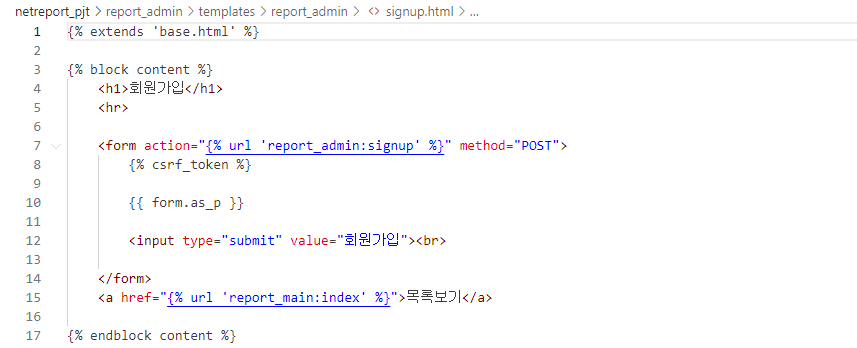 netreport_pjt > report_admin > templates > report_admin > <> signup.html > ...
1 {% extends 'base.html' %}
2
3 {% block content %}
4 <h1>회원가입</h1>
5 <hr>
6
7 <form action="{% url 'report_admin:signup' %}" method="POST">
8 {% csrf_token %}
9
10 {{ form.as_p }}
11
12 <input type="submit" value="회원가입"><br>
13
14 </form>
15 <a href="{% url 'report_main:index' %}">목록보기</a>
16
17 {% endblock content %}